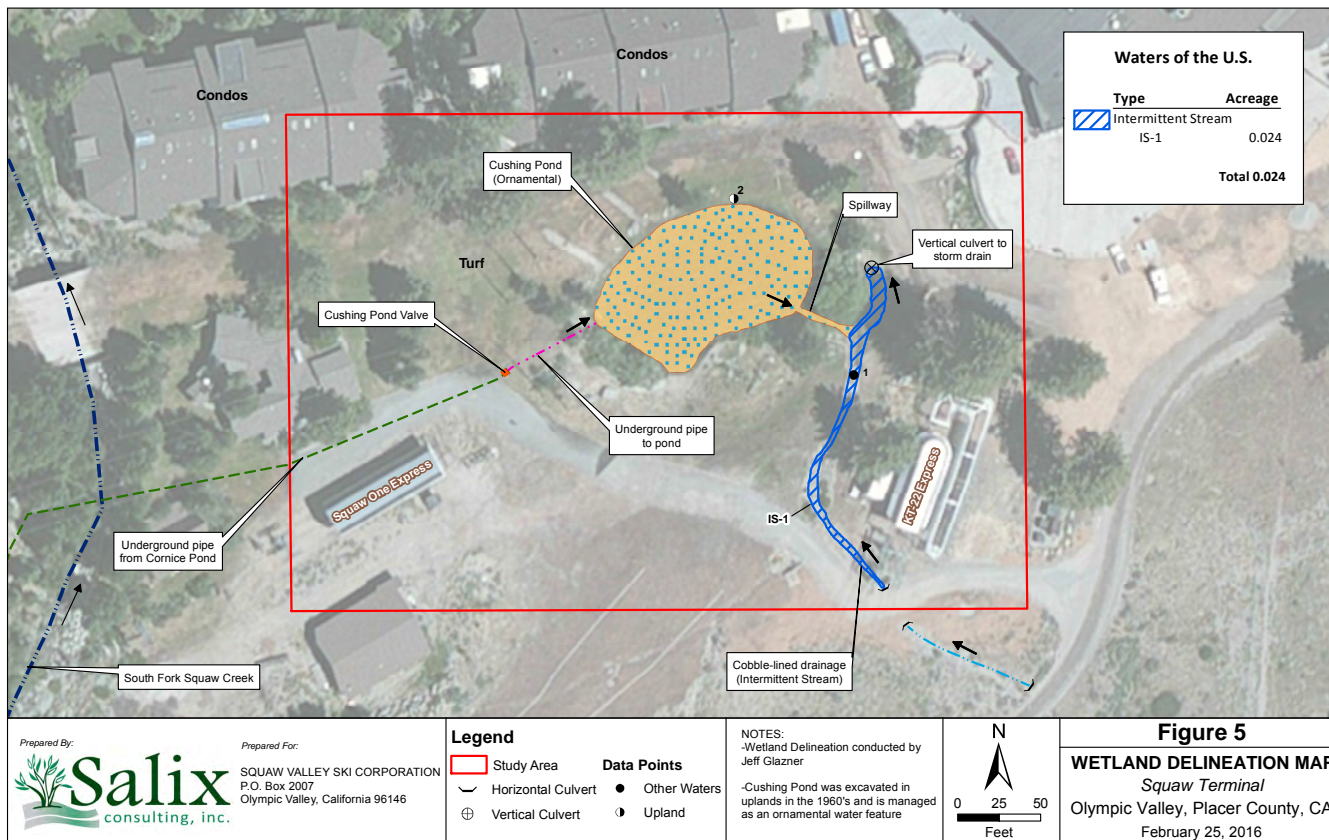 Condos
Condos
Waters of the U.S.
Type Acreage
Intermittent Stream
IS-1 0.024
Total 0.024
Cushing Pond
(Ornamental)
2
Spillway
Vertical culvert to
storm drain
Turf
Cushing Pond Valve
1
Underground pipe
to pond
Squaw One Express
KT-22 Express
IS-1
Underground pipe
from Cornice Pond
South Fork Squaw Creek
Cobble-lined drainage
(Intermittent Stream)
Prepared By:
Salix
consulting, inc.
Prepared For:
SQUAW VALLEY SKI CORPORATION
P.O. Box 2007
Olympic Valley, California 96146
Legend
Study Area
Horizontal Culvert
Vertical Culvert
Data Points
Other Waters
Upland
NOTES:
-Wetland Delineation conducted by
Jeff Glazner
-Cushing Pond was excavated in
uplands in the 1960's and is managed
as an ornamental water feature
N
0 25 50
Feet
Figure 5
WETLAND DELINEATION MAP
Squaw Terminal
Olympic Valley, Placer County, CA
February 25, 2016